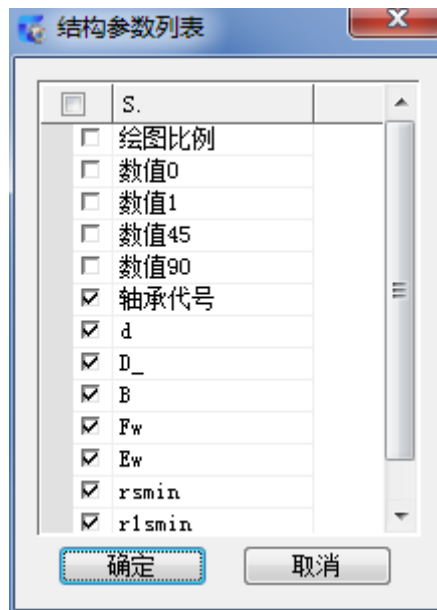 结构参数列表
S.
绘图比例
数值0
数值1
数值45
数值90
轴承代号
d
D_
B
Fw
Ew
rsmin
r1smin
确定
取消